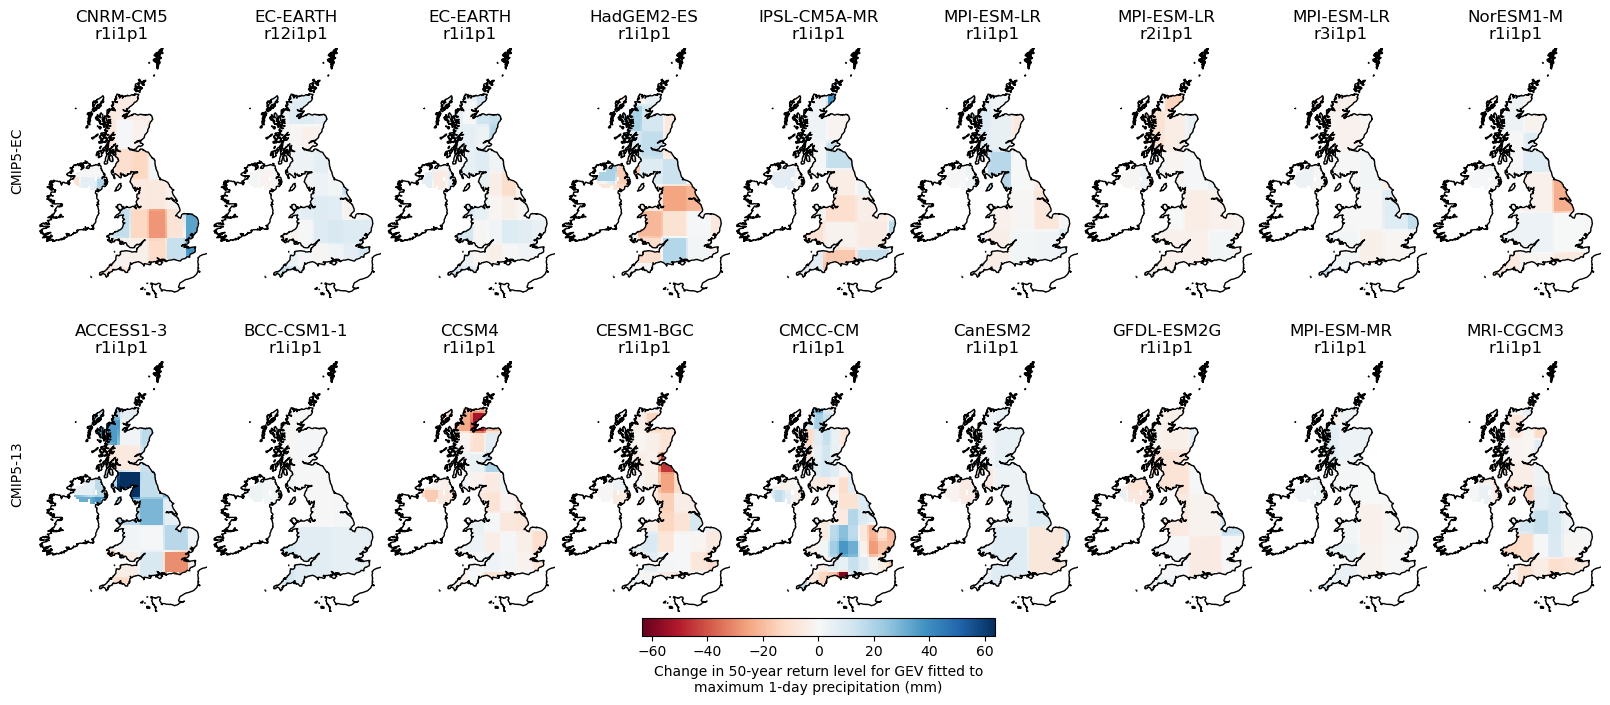 CNRM-CM5
r1i1p1
EC-EARTH
r12i1p1
EC-EARTH
r1i1p1
HadGEM2-ES
r1i1p1
IPSL-CM5A-MR
r1i1p1
MPI-ESM-LR
r1i1p1
MPI-ESM-LR
r2i1p1
MPI-ESM-LR
r3i1p1
NorESM1-M
r1i1p1
CMIP5-EC
ACCESS1-3
r1i1p1
BCC-CSM1-1
r1i1p1
CCSM4
r1i1p1
CESM1-BGC
r1i1p1
CMCC-CM
r1i1p1
CanESM2
r1i1p1
GFDL-ESM2G
r1i1p1
MPI-ESM-MR
r1i1p1
MRI-CGCM3
r1i1p1
CMIP5-13
−60 −40 −20 0 20 40 60
Change in 50-year return level for GEV fitted to
maximum 1-day precipitation (mm)